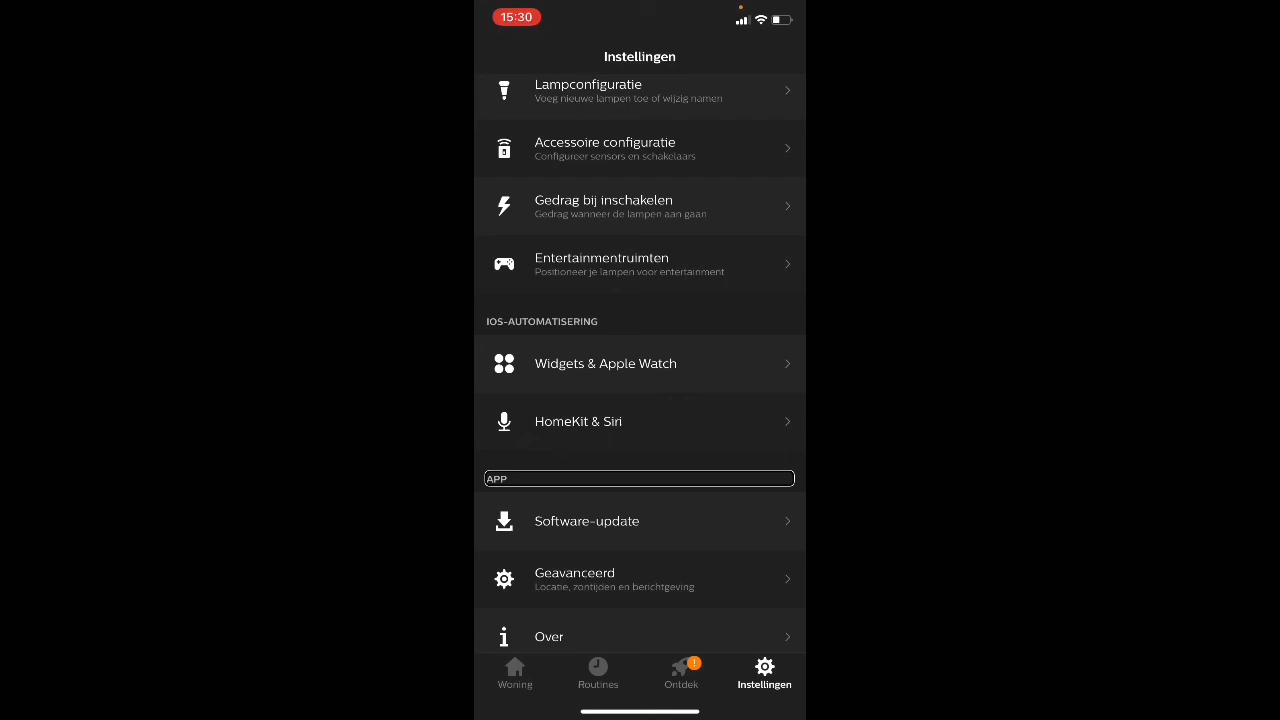 15:30
Instellingen
Lampconfiguratie
Voeg nieuwe lampen toe of wijzig namen
Accessoire configuratie
Configureer sensors en schakelaars
Gedrag bij inschakelen
Gedrag wanneer de lampen aan gaan
Entertainmentruimten
Positioneer je lampen voor entertainment
IOS-AUTOMATISERING
Widgets & Apple Watch
HomeKit & Siri
APP
Software-update
Geavanceerd
Locatie, zontijden en berichtgeving
Over
Woning
Routines
Ontdek
Instellingen